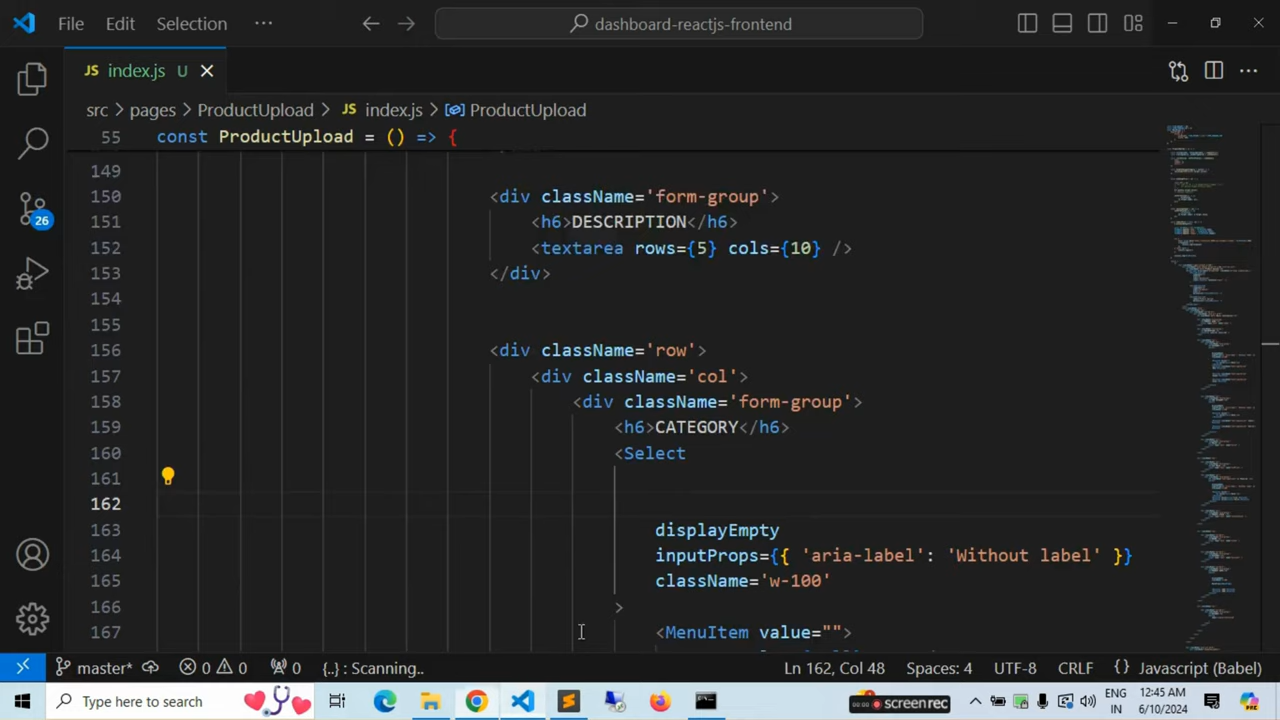 File Edit Selection ··· dashboard-reactjs-frontend
JS index.js U
src > pages > ProductUpload > JS index.js > ProductUpload
55 const ProductUpload = () => {
149
150 <div className='form-group'>
151 <h6>DESCRIPTION</h6>
152 <textarea rows={5} cols={10} />
153 </div>
154
155
156 <div className='row'>
157 <div className='col'>
158 <div className='form-group'>
159 <h6>CATEGORY</h6>
160 <Select
161
162
163 displayEmpty
164 inputProps={{ 'aria-label': 'Without label' }}
165 className='w-100'
166 >
167 <MenuItem value="">
26
master* 0 0 0 {..} : Scanning.. Ln 162, Col 48 Spaces: 4 UTF-8 CRLF {} Javascript (Babel)
Type here to search screenrec ENG 12:45 AM
IN 6/10/2024